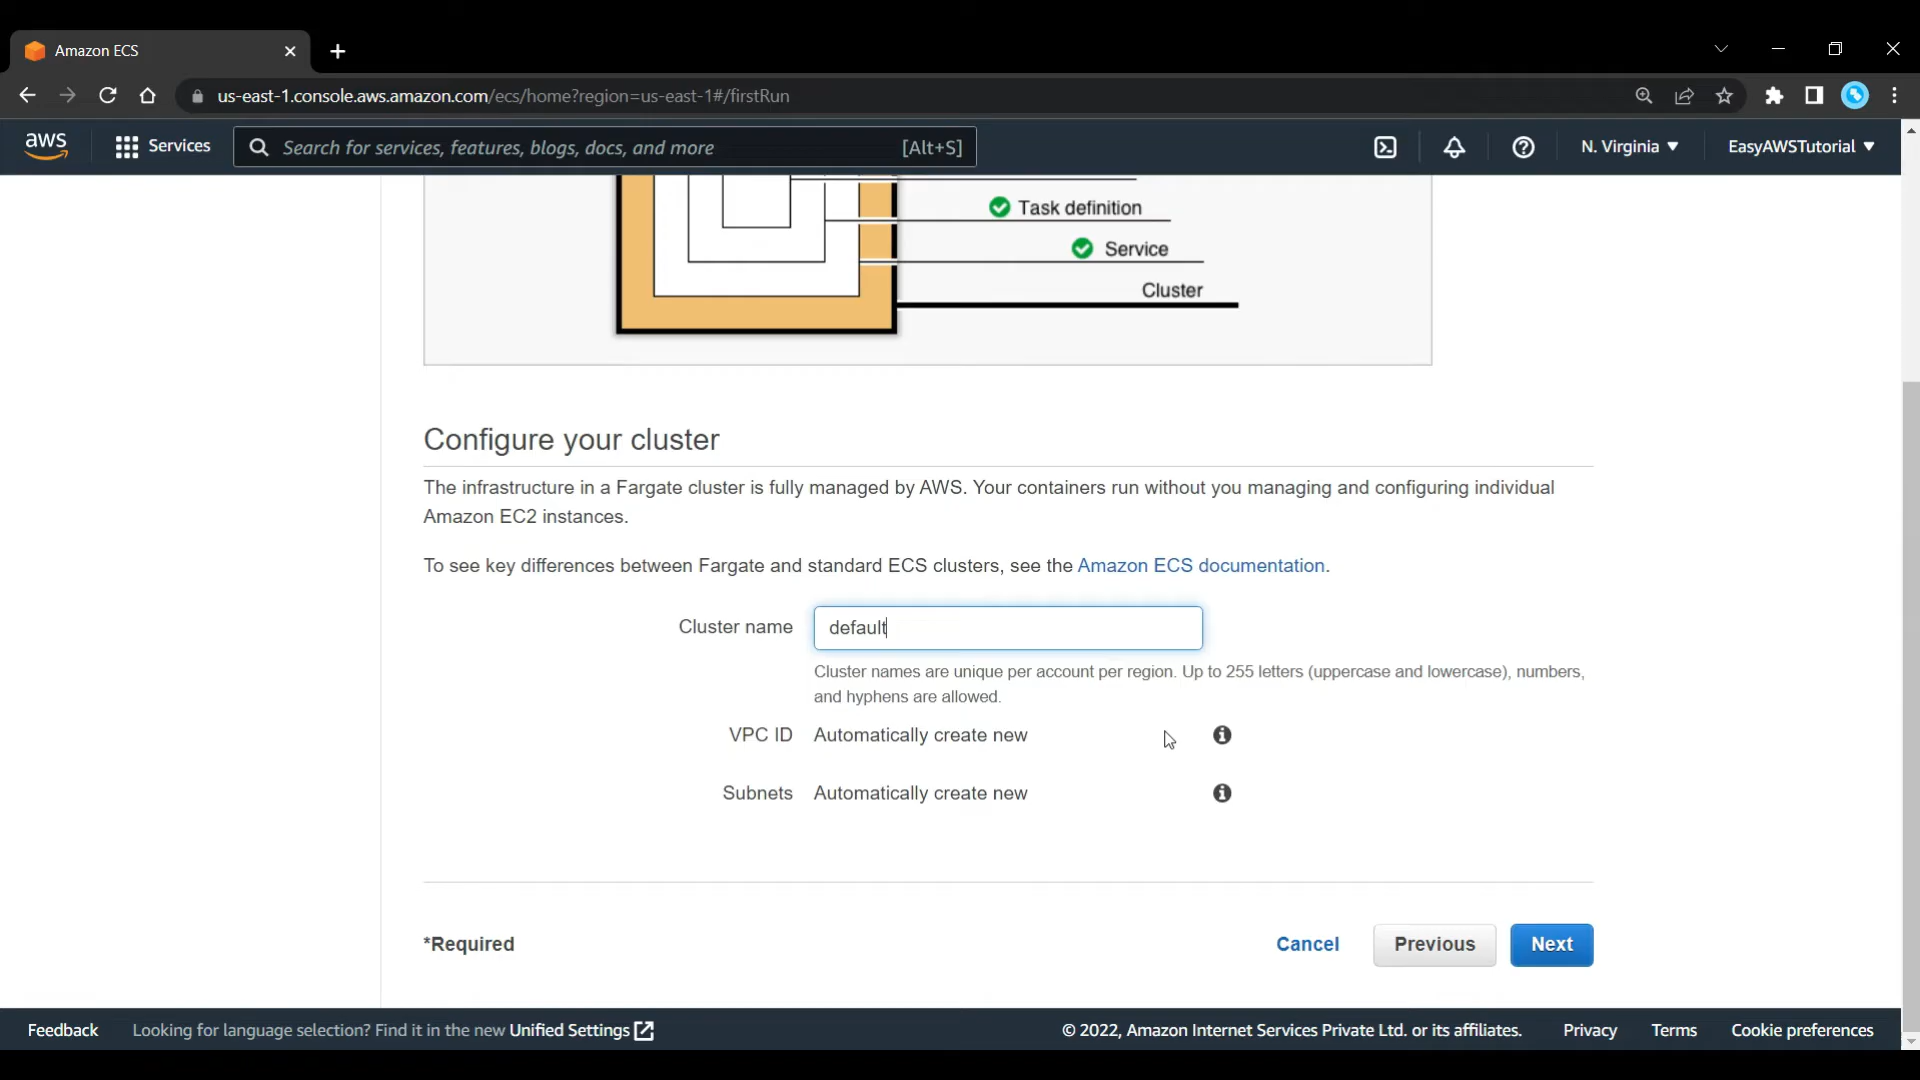 Amazon ECS
us-east-1.console.aws.amazon.com/ecs/home?region=us-east-1#/firstRun
aws Services Search for services, features, blogs, docs, and more [Alt+S] N. Virginia EasyAWSTutorial
Task definition
Service
Cluster
Configure your cluster
The infrastructure in a Fargate cluster is fully managed by AWS. Your containers run without you managing and configuring individual
Amazon EC2 instances.
To see key differences between Fargate and standard ECS clusters, see the Amazon ECS documentation.
Cluster name default
Cluster names are unique per account per region. Up to 255 letters (uppercase and lowercase), numbers,
and hyphens are allowed.
VPC ID Automatically create new
Subnets Automatically create new
*Required Cancel Previous Next
Feedback Looking for language selection? Find it in the new Unified Settings © 2022, Amazon Internet Services Private Ltd. or its affiliates. Privacy Terms Cookie preferences